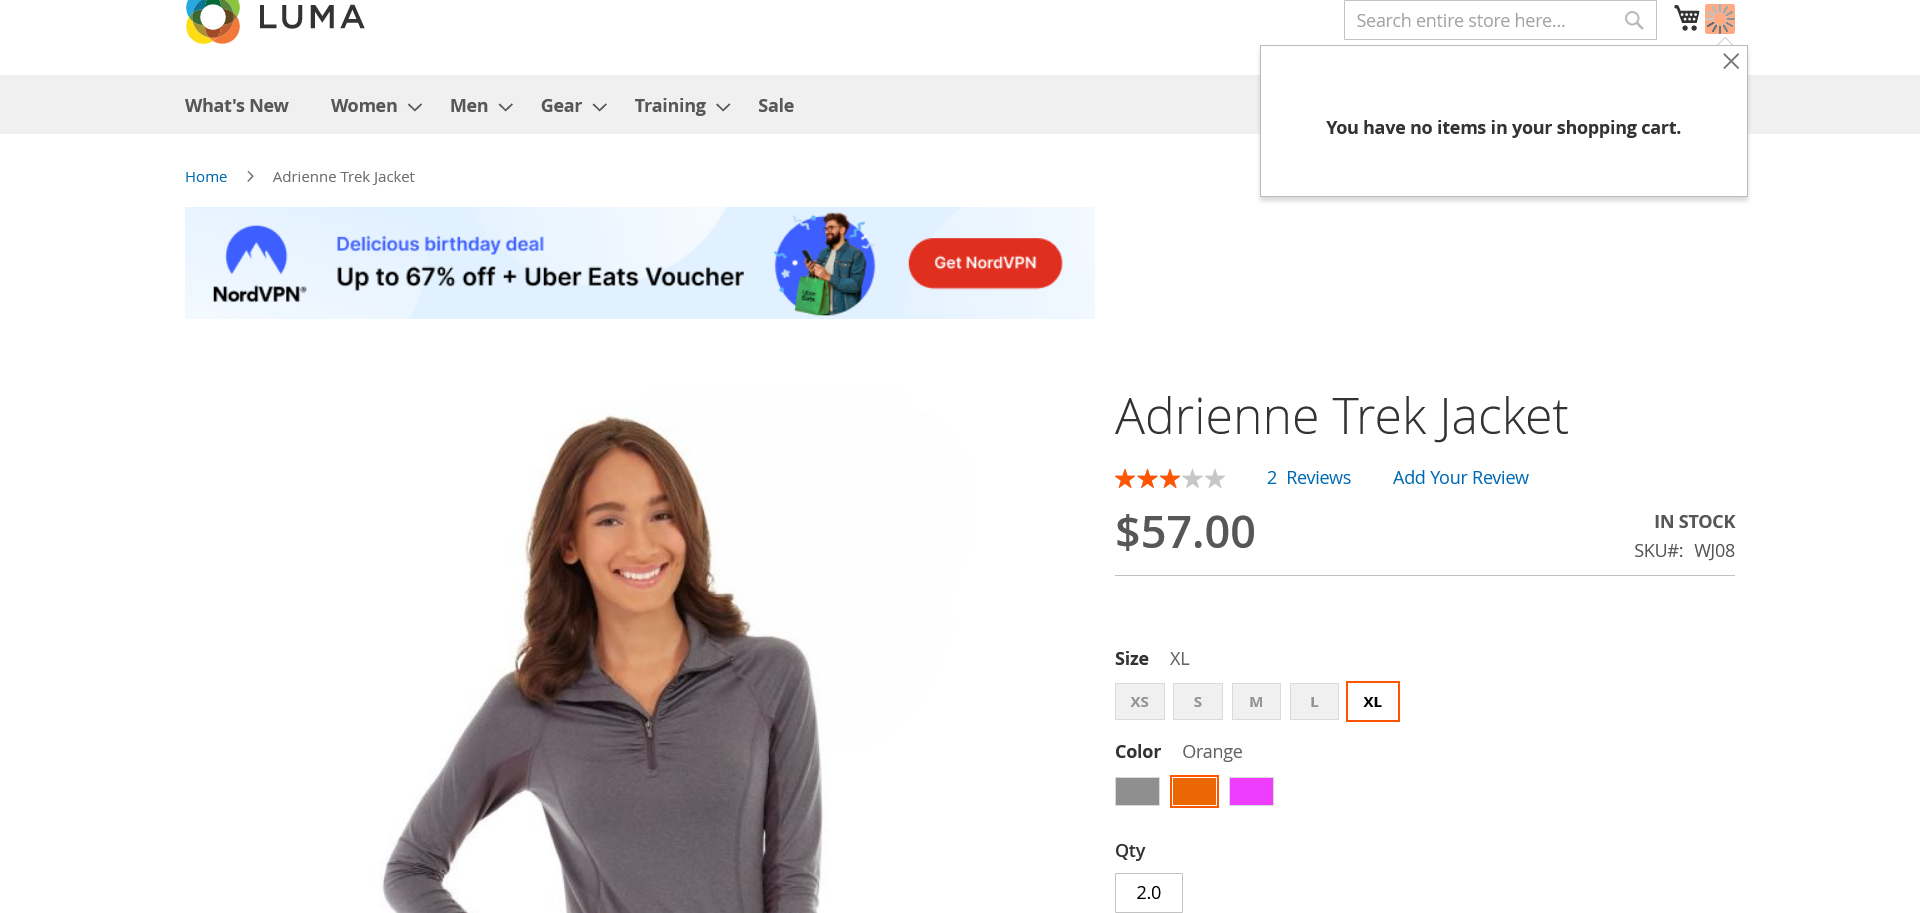 LUMA
Search entire store here...
You have no items in your shopping cart.
What's New
Women
Men
Gear
Training
Sale
Home
Adrienne Trek Jacket
NordVPN®
Delicious birthday deal
Up to 67% off + Uber Eats Voucher
Uber
Eats
Get NordVPN
Adrienne Trek Jacket
2 Reviews
Add Your Review
$57.00
IN STOCK
SKU#: WJ08
Size XL
XS
S
M
L
XL
Color Orange
Qty
2.0